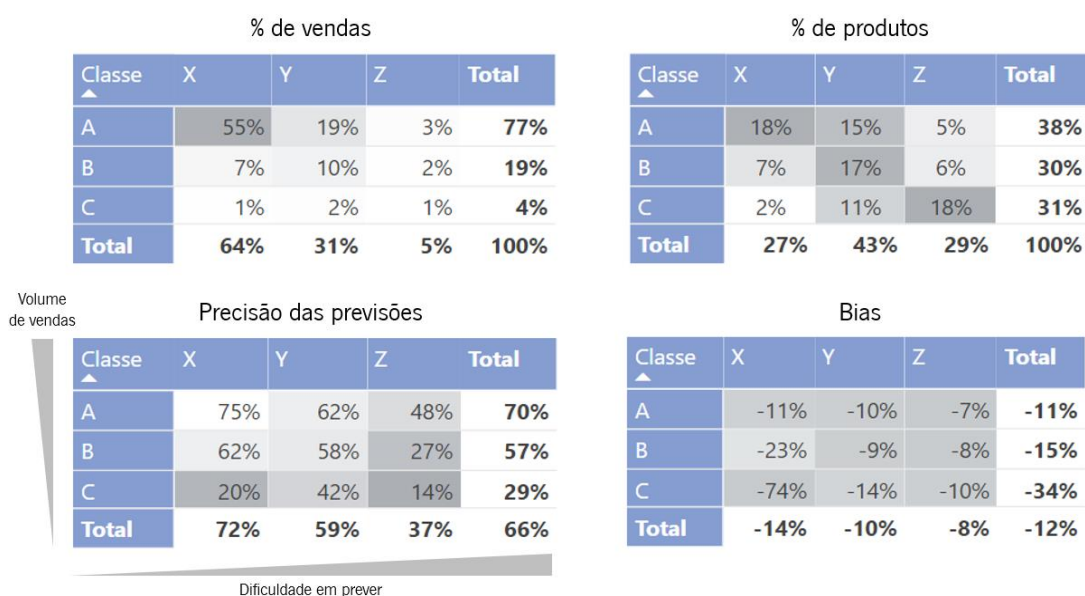 % de vendas
Classe X Y Z Total
A 55% 19% 3% 77%
B 7% 10% 2% 19%
C 1% 2% 1% 4%
Total 64% 31% 5% 100%
% de produtos
Classe X Y Z Total
A 18% 15% 5% 38%
B 7% 17% 6% 30%
C 2% 11% 18% 31%
Total 27% 43% 29% 100%
Volume
de vendas
Precisão das previsões
Classe X Y Z Total
A 75% 62% 48% 70%
B 62% 58% 27% 57%
C 20% 42% 14% 29%
Total 72% 59% 37% 66%
Dificuldade em prever
Bias
Classe X Y Z Total
A -11% -10% -7% -11%
B -23% -9% -8% -15%
C -74% -14% -10% -34%
Total -14% -10% -8% -12%